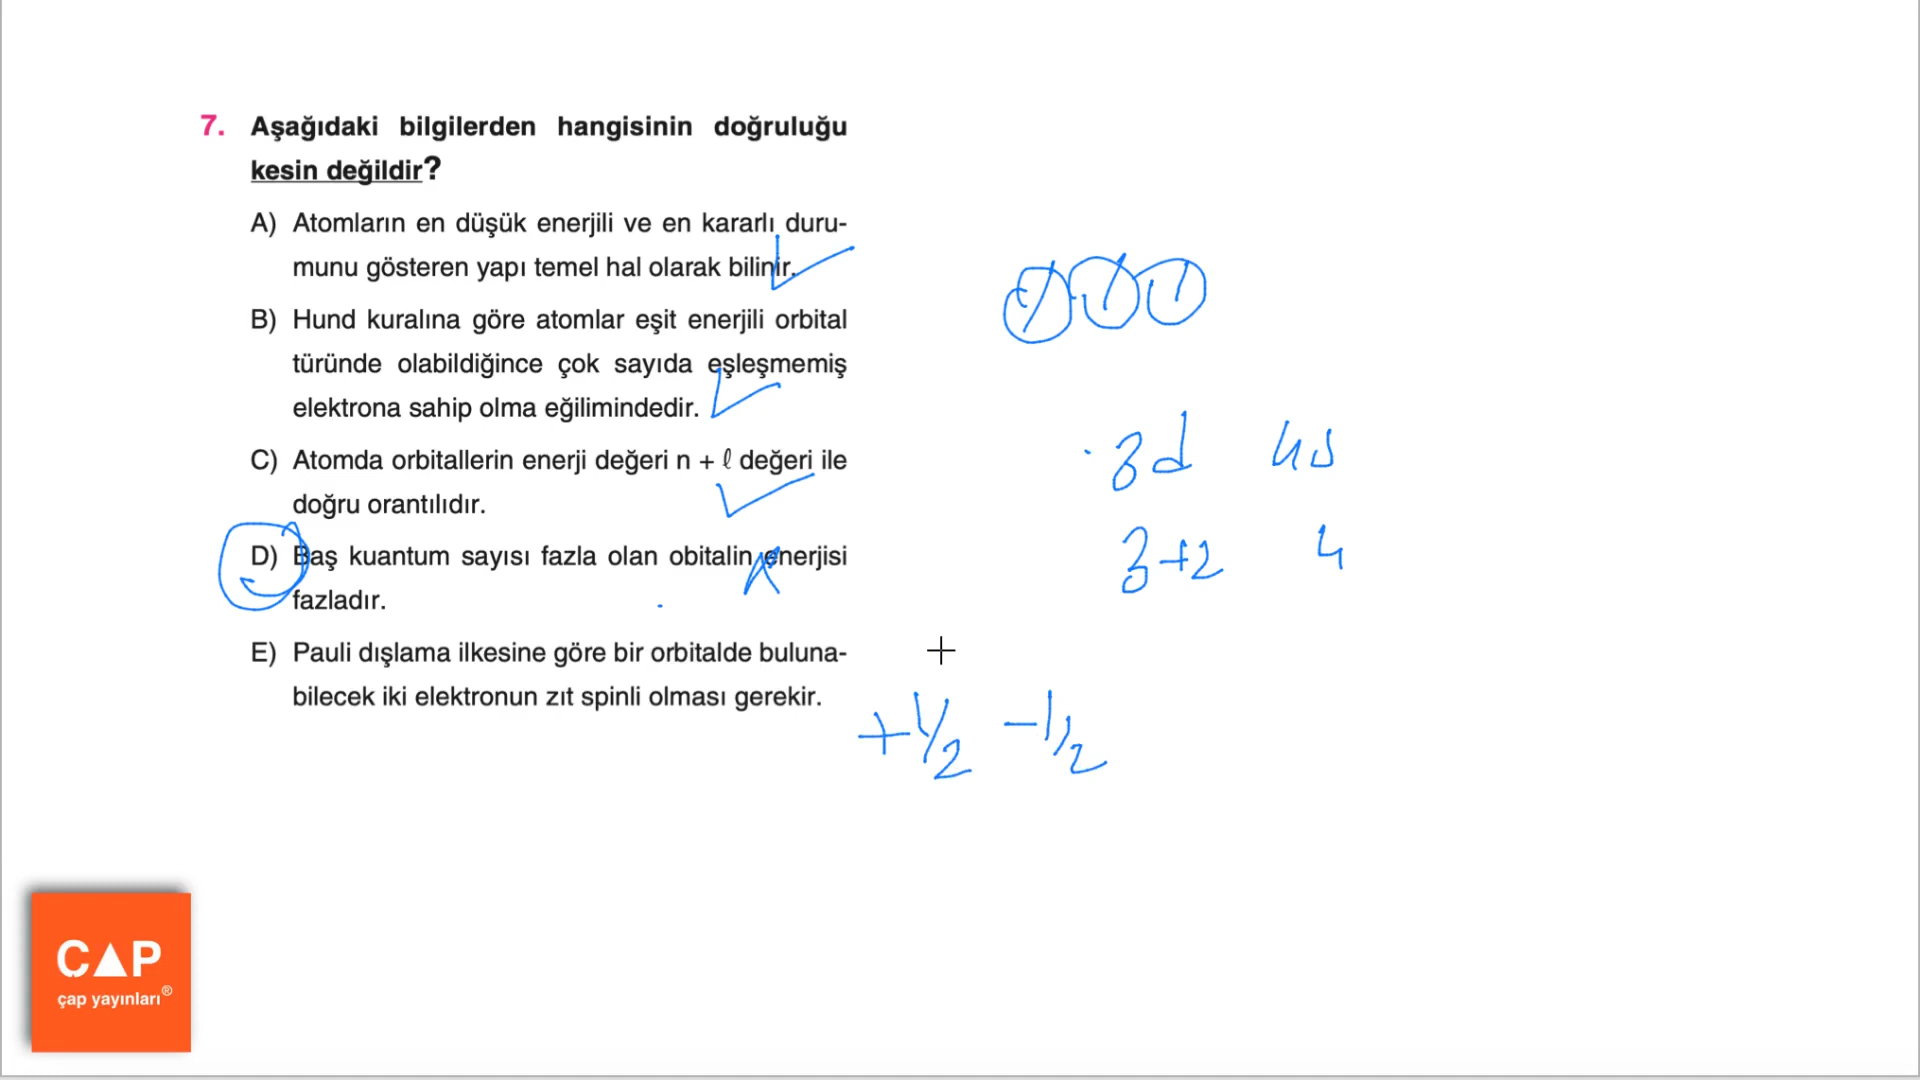 7. Aşağıdaki bilgilerden hangisinin doğruluğu
kesin değildir?
A) Atomların en düşük enerjili ve en kararlı duru-
munu gösteren yapı temel hal olarak bilinir.
B) Hund kuralına göre atomlar eşit enerjili orbital
türünde olabildiğince çok sayıda eşleşmemiş
elektrona sahip olma eğilimindedir.
C) Atomda orbitallerin enerji değeri n + ℓ değeri ile
doğru orantılıdır.
D) Baş kuantum sayısı fazla olan obitalin enerjisi
fazladır.
E) Pauli dışlama ilkesine göre bir orbitalde buluna-
bilecek iki elektronun zıt spinli olması gerekir.
3d 4s
3+2 4
+1/2 -1/2
ÇAP
çap yayınları®